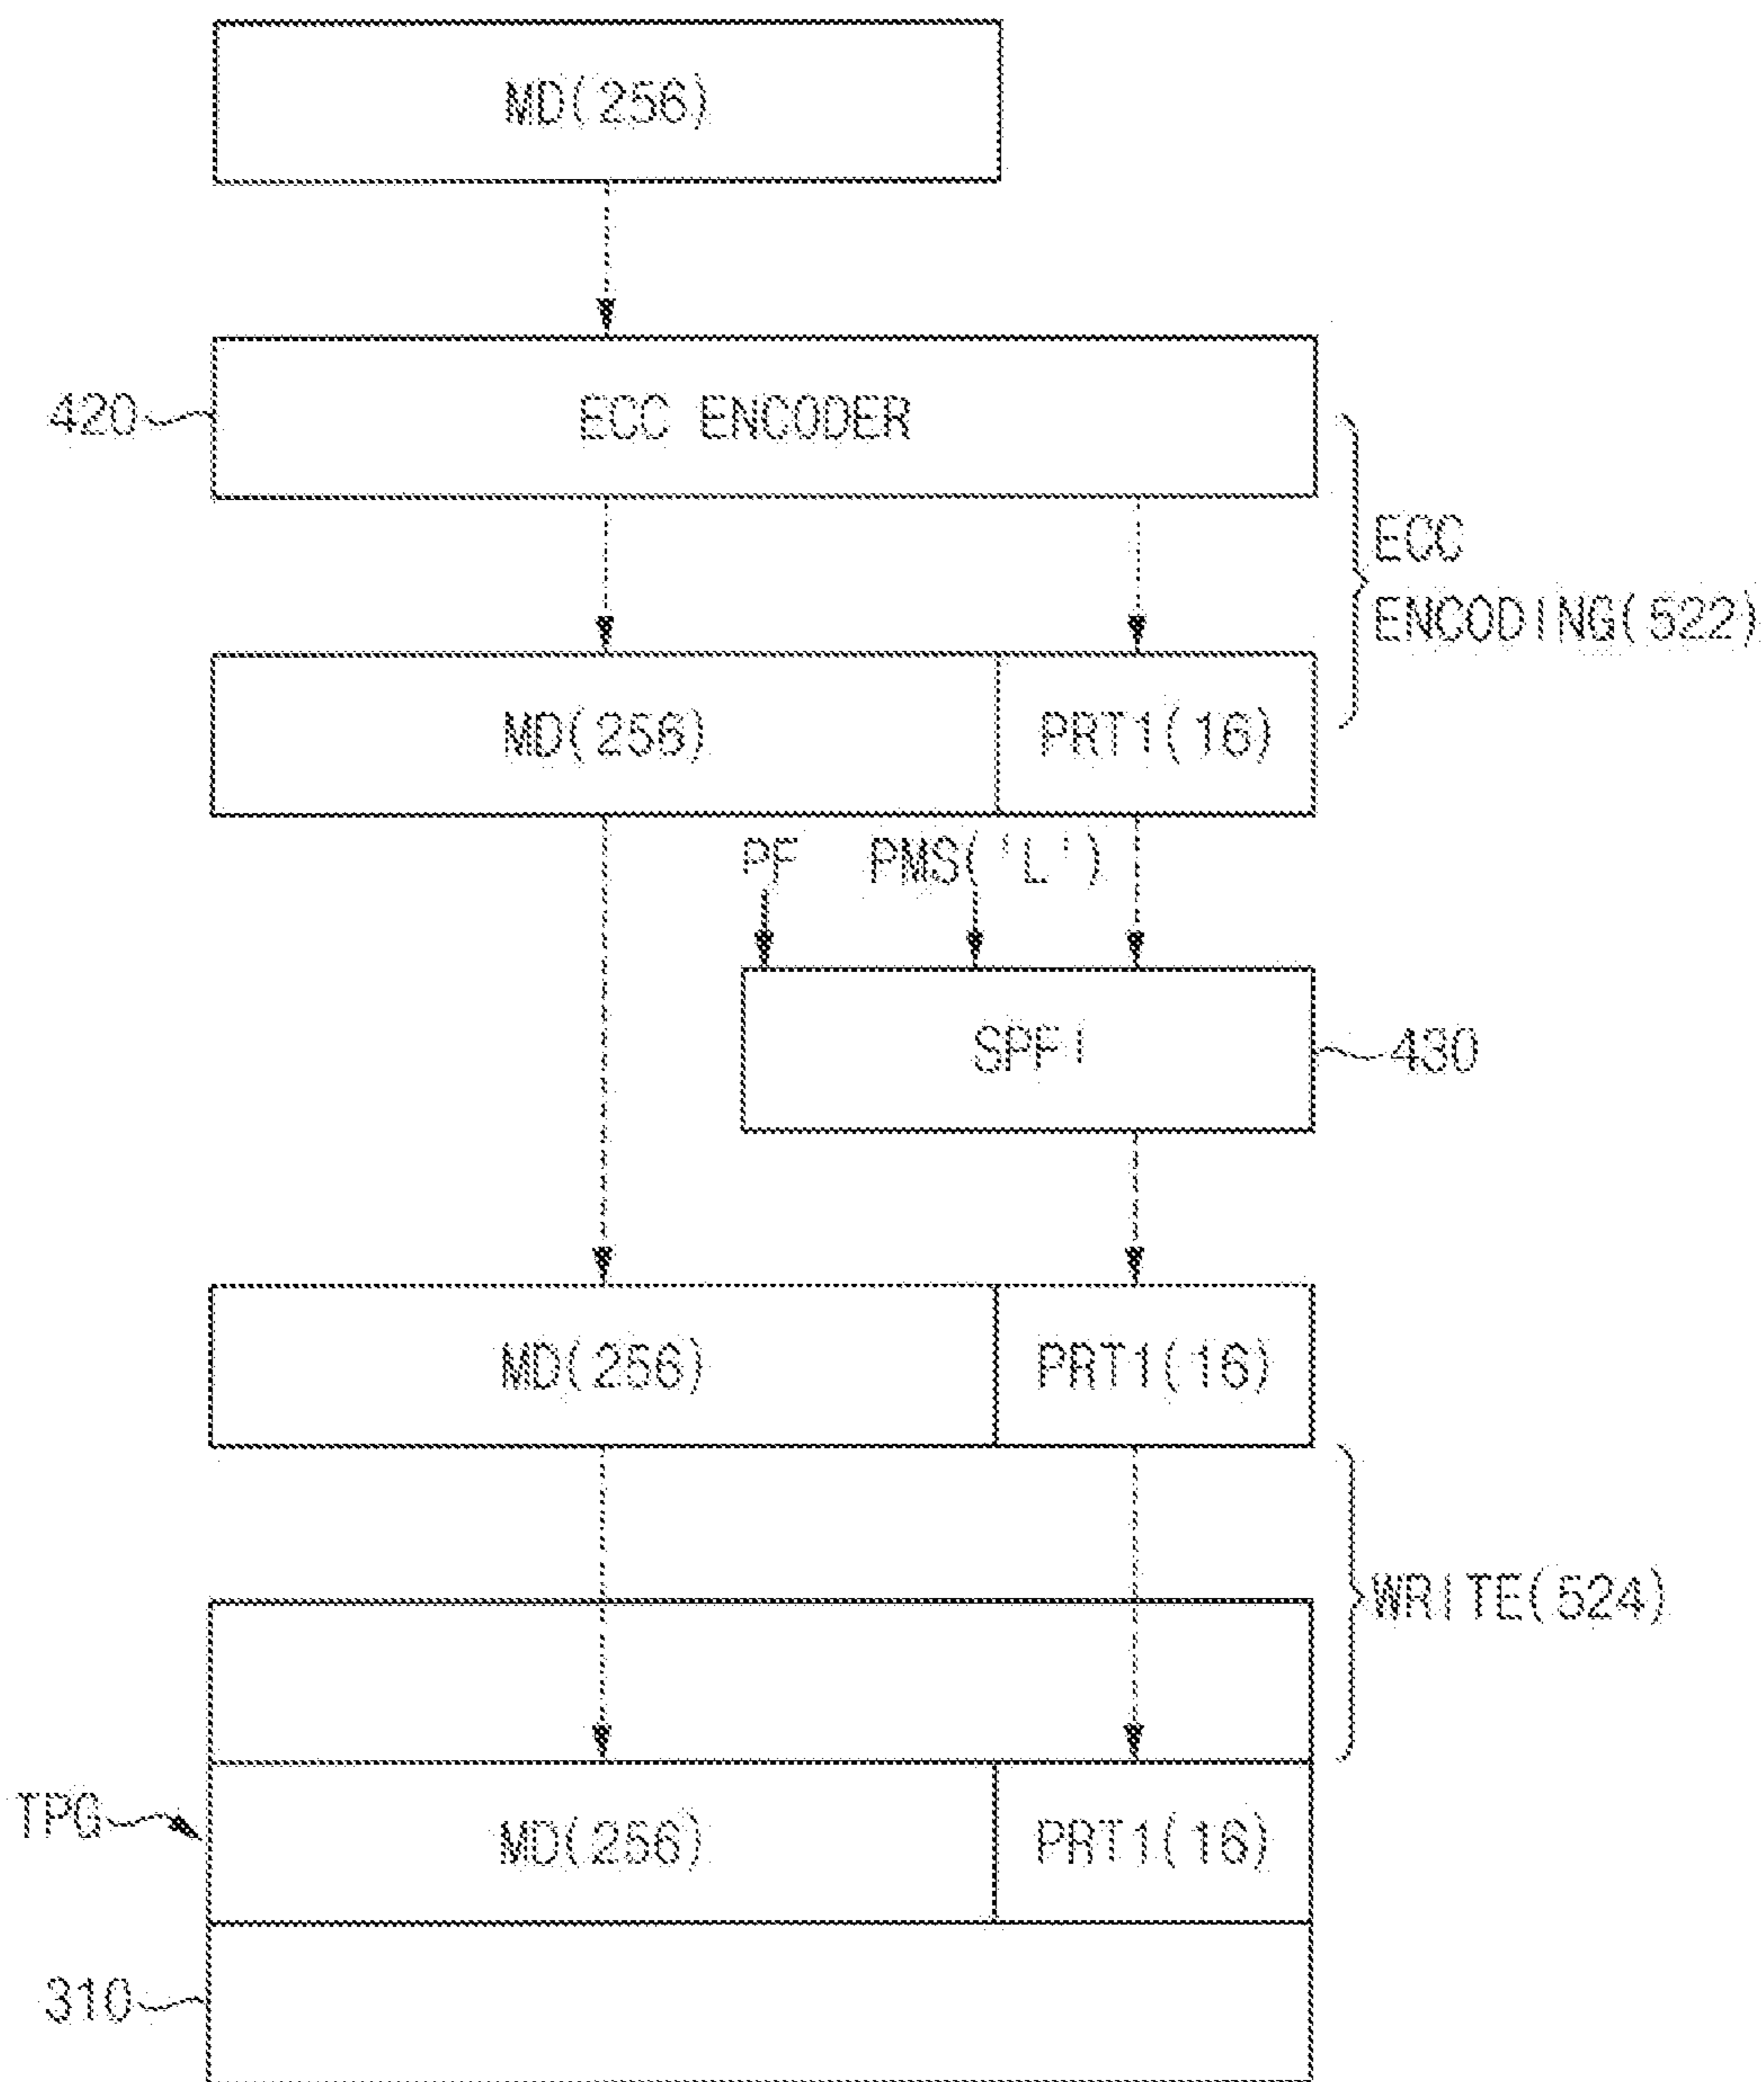 MD(256)
420
ECC ENCODER
ECC
ENCODING(522)
MD(256)
PRT1(16)
PF
PMS('L')
SPFI
430
MD(256)
PRT1(16)
WRITE(524)
TPG
MD(256)
PRT1(16)
310